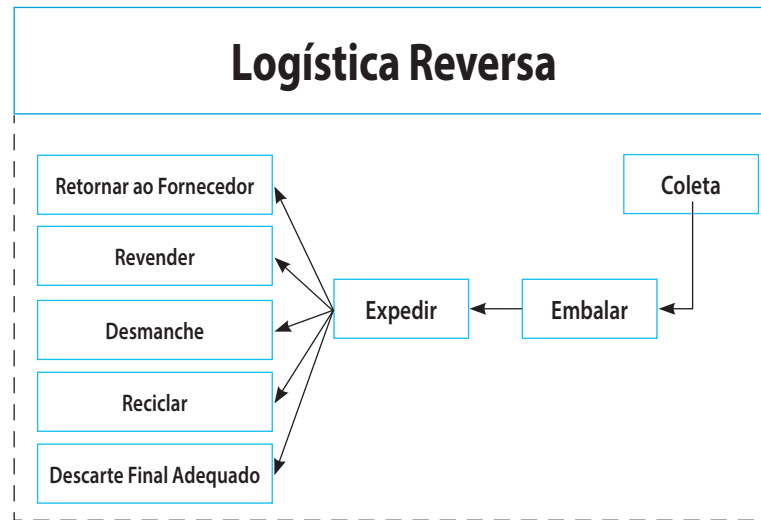 Logística Reversa
Retornar ao Fornecedor
Coleta
Revender
Expedir
Embalar
Desmanche
Reciclar
Descarte Final Adequado